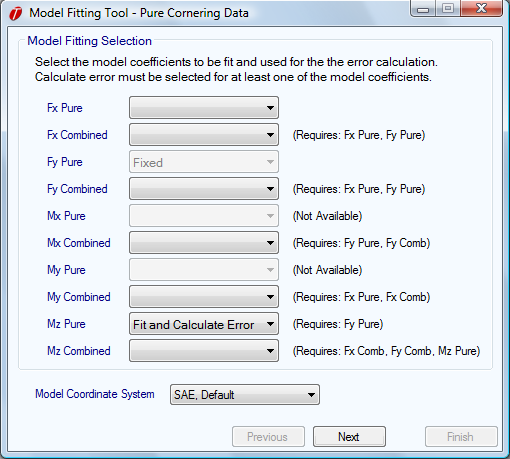 Model Fitting Tool - Pure Cornering Data
Model Fitting Selection
Select the model coefficients to be fit and used for the the error calculation.
Calculate error must be selected for at least one of the model coefficients.
Fx Pure
Fx Combined (Requires: Fx Pure, Fy Pure)
Fy Pure Fixed
Fy Combined (Requires: Fx Pure, Fy Pure)
Mx Pure (Not Available)
Mx Combined (Requires: Fy Pure, Fy Comb)
My Pure (Not Available)
My Combined (Requires: Fx Pure, Fx Comb)
Mz Pure Fit and Calculate Error (Requires: Fy Pure)
Mz Combined (Requires: Fx Comb, Fy Comb, Mz Pure)
Model Coordinate System SAE, Default
Previous Next Finish